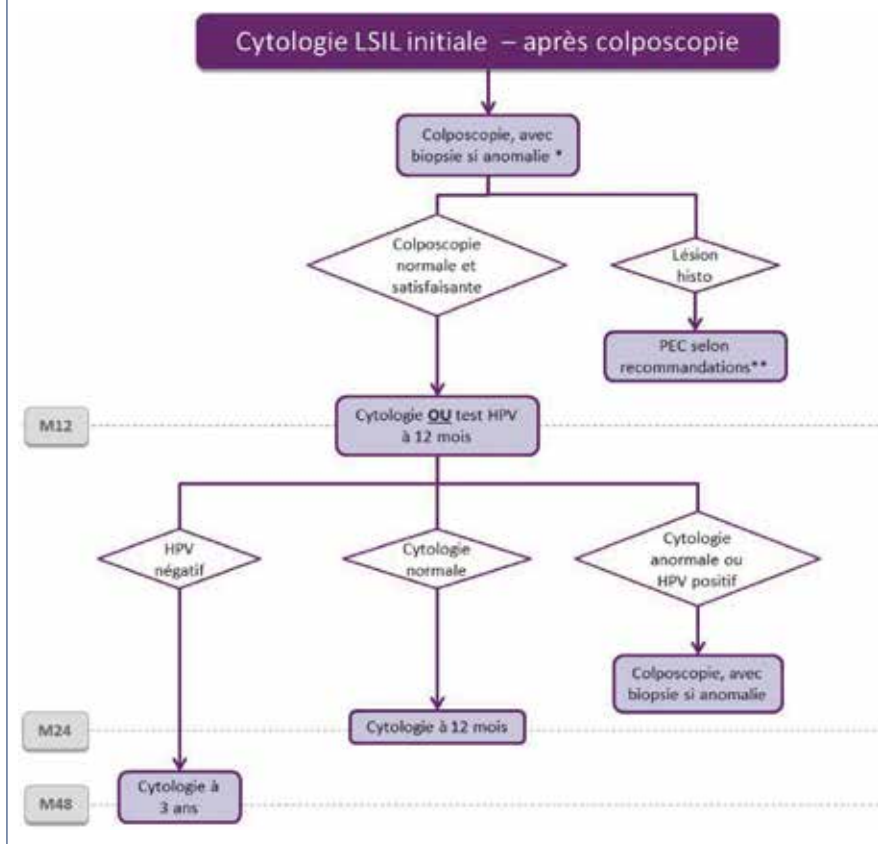 Cytologie LSIL initiale – après colposcopie
Colposcopie, avec
biopsie si anomalie *
Colposcopie
normale et
satisfaisante
Lésion
histo
PEC selon
recommandations**
M12
Cytologie OU test HPV
à 12 mois
HPV
négatif
Cytologie
normale
Cytologie
anormale ou
HPV positif
Colposcopie, avec
biopsie si anomalie
M24
Cytologie à 12 mois
M48
Cytologie à
3 ans